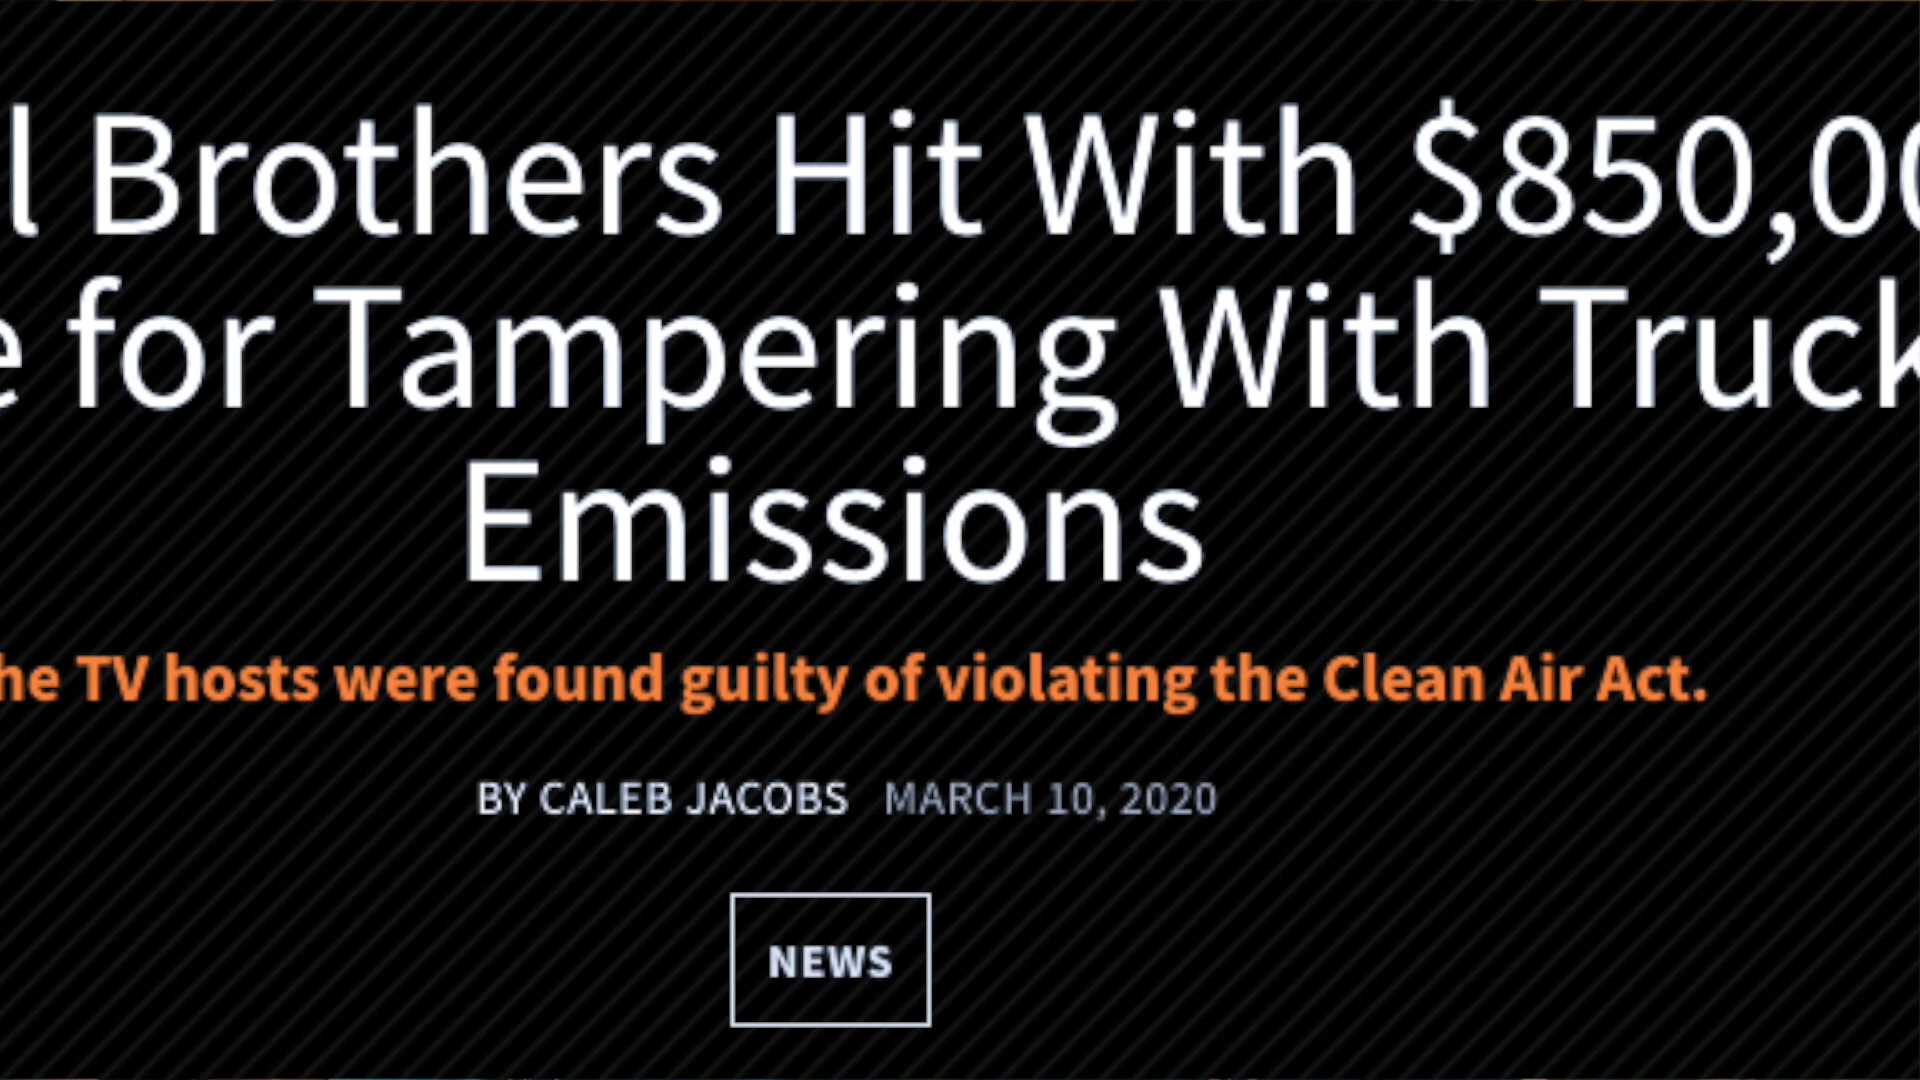 l Brothers Hit With $850,00
e for Tampering With Truck
Emissions
he TV hosts were found guilty of violating the Clean Air Act.
BY CALEB JACOBS MARCH 10, 2020
NEWS